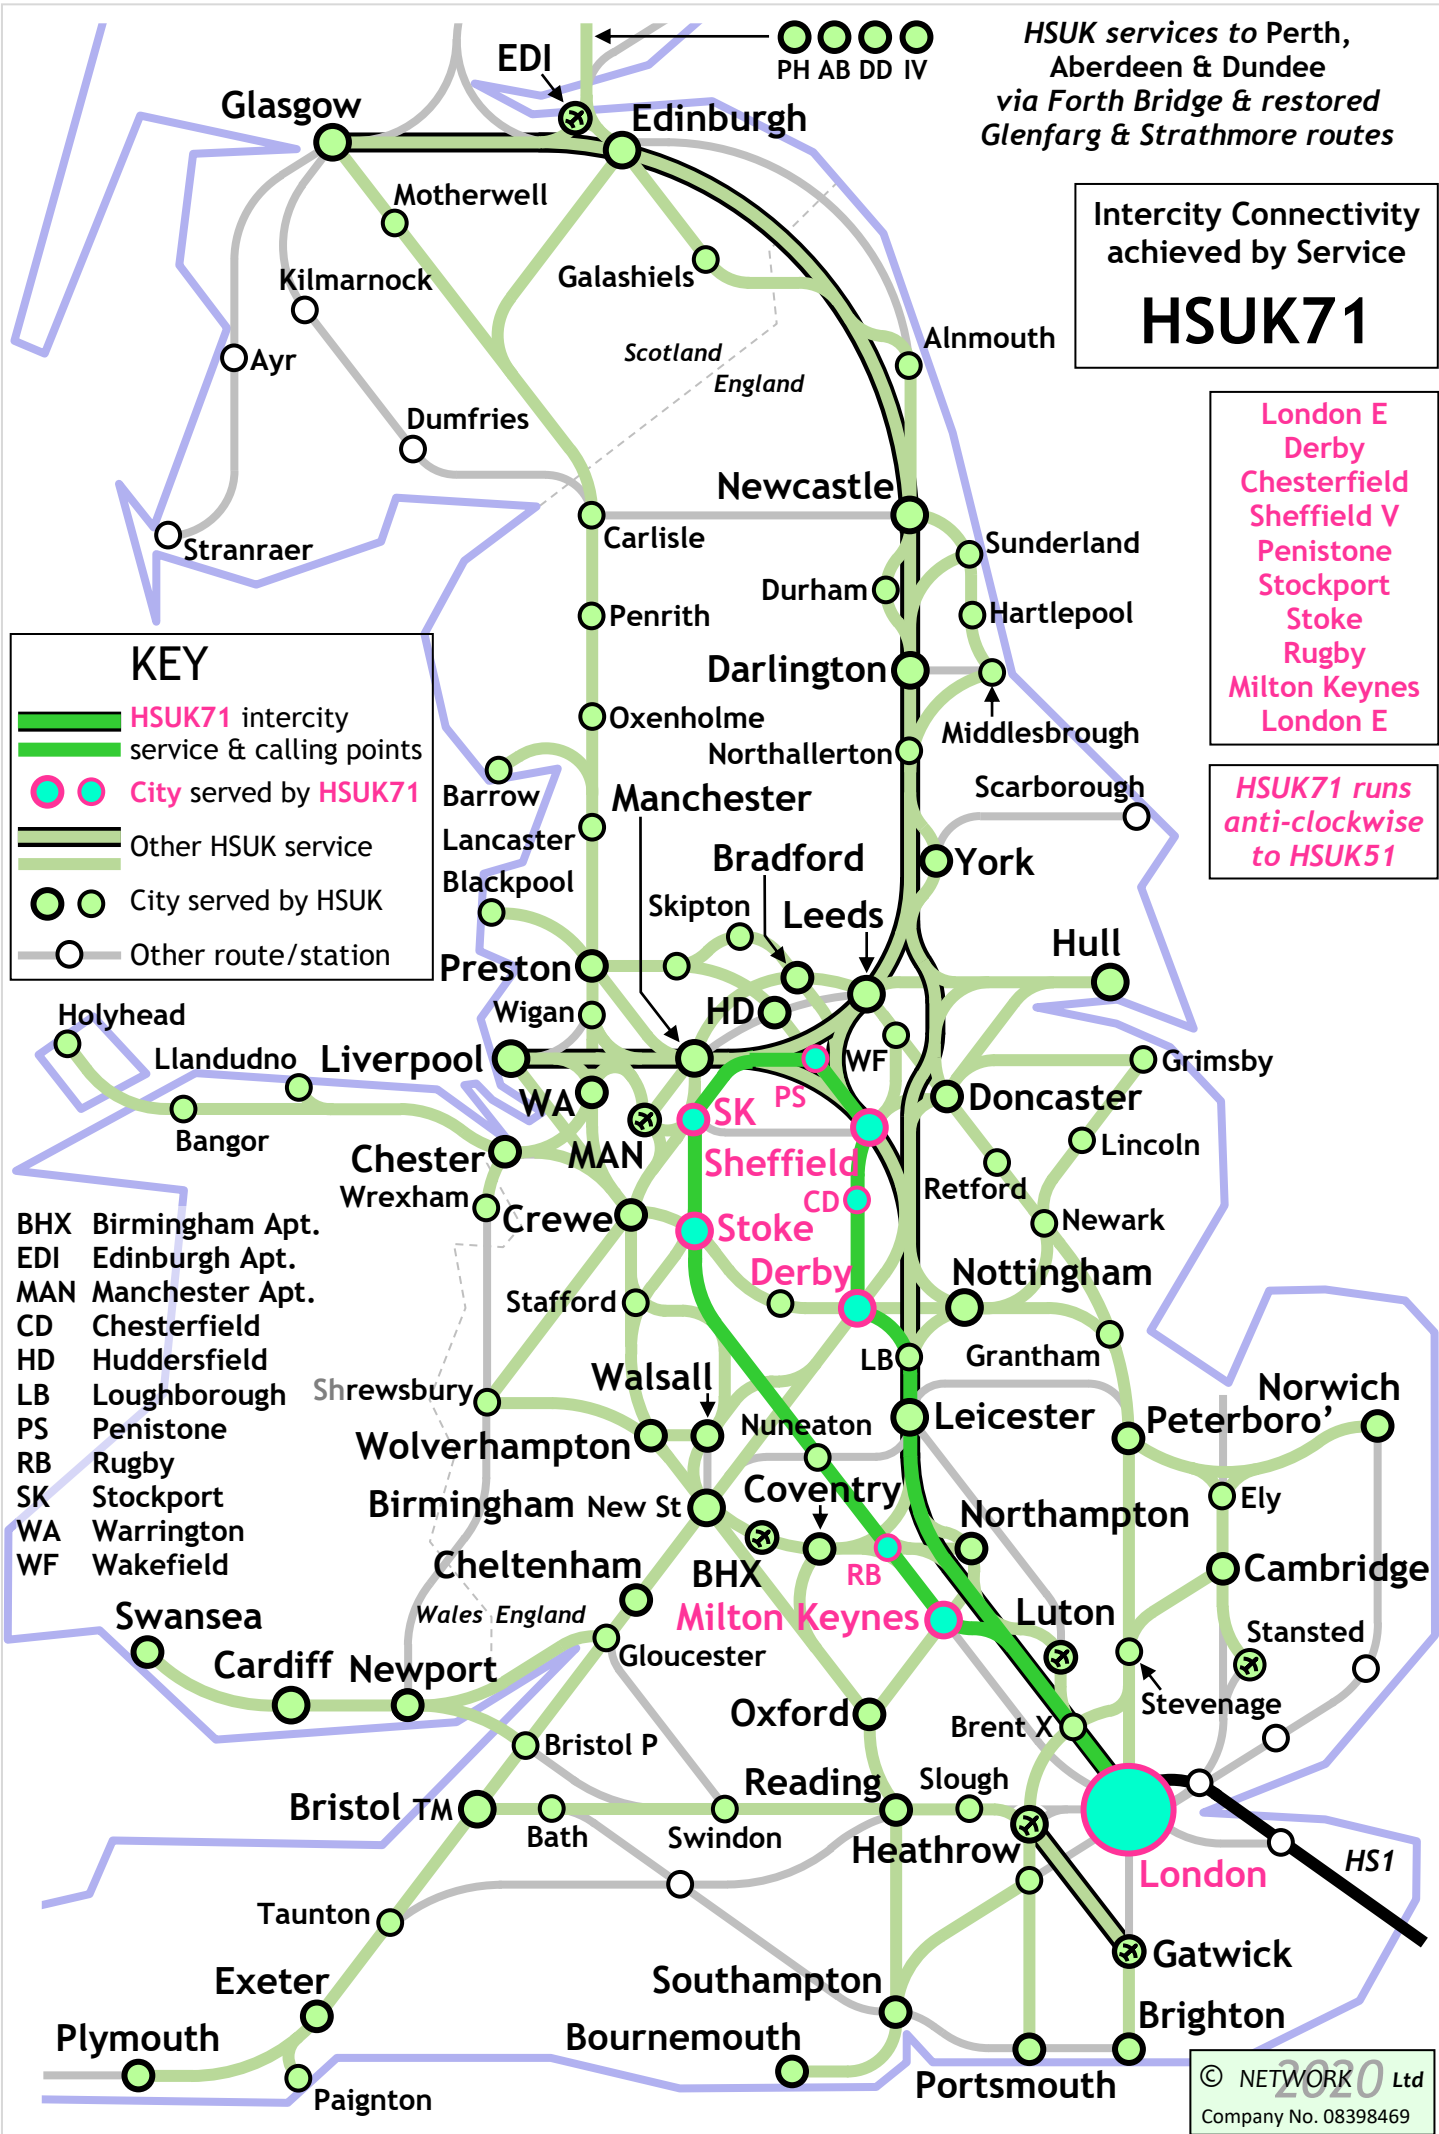 PH AB DD IV
HSUK services to Perth,
Aberdeen & Dundee
via Forth Bridge & restored
Glenfarg & Strathmore routes
EDI
Glasgow
Edinburgh
Motherwell
Intercity Connectivity
achieved by Service
HSUK71
Galashiels
Kilmarnock
Alnmouth
Scotland
England
Ayr
Dumfries
London E
Derby
Chesterfield
Sheffield V
Penistone
Stockport
Stoke
Rugby
Milton Keynes
London E
Newcastle
Carlisle
Stranraer
Sunderland
Durham
Penrith
Hartlepool
Darlington
Oxenholme
Middlesbrough
Northallerton
HSUK71 runs
anti-clockwise
to HSUK51
KEY
HSUK71 intercity
service & calling points
City served by HSUK71
Other HSUK service
City served by HSUK
Other route/station
Barrow
Manchester
Scarborough
Lancaster
Bradford
York
Blackpool
Skipton
Leeds
Hull
Preston
Wigan
HD
Holyhead
Llandudno
Liverpool
WF
Grimsby
Bangor
WA
PS
SK
Doncaster
MAN
Chester
Sheffield
Lincoln
Wrexham
CD
Retford
Crewe
Stoke
Newark
Derby
Nottingham
Stafford
LB
Grantham
BHX Birmingham Apt.
EDI Edinburgh Apt.
MAN Manchester Apt.
CD Chesterfield
HD Huddersfield
LB Loughborough
PS Penistone
RB Rugby
SK Stockport
WA Warrington
WF Wakefield
Shrewsbury
Walsall
Norwich
Nuneaton
Leicester
Peterboro'
Wolverhampton
Coventry
Birmingham New St
Ely
Northampton
BHX
RB
Cambridge
Cheltenham
Wales England
Milton Keynes
Luton
Stansted
Swansea
Gloucester
Cardiff
Newport
Stevenage
Oxford
Brent X
Bristol P
Reading
Slough
Bristol TM
Bath
Swindon
Heathrow
London
HS1
Taunton
Gatwick
Exeter
Southampton
Brighton
Plymouth
Bournemouth
Paignton
Portsmouth
© NETWORK 2020 Ltd
Company No. 08398469